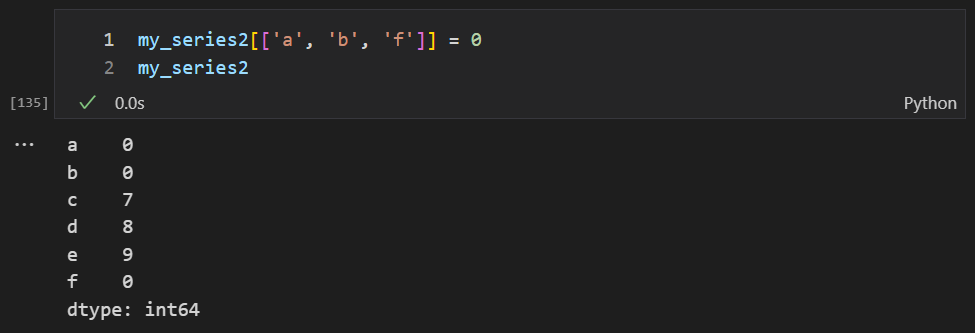 1 my_series2[['a', 'b', 'f']] = 0
2 my_series2
[135] ✓ 0.0s Python
... a 0
b 0
c 7
d 8
e 9
f 0
dtype: int64